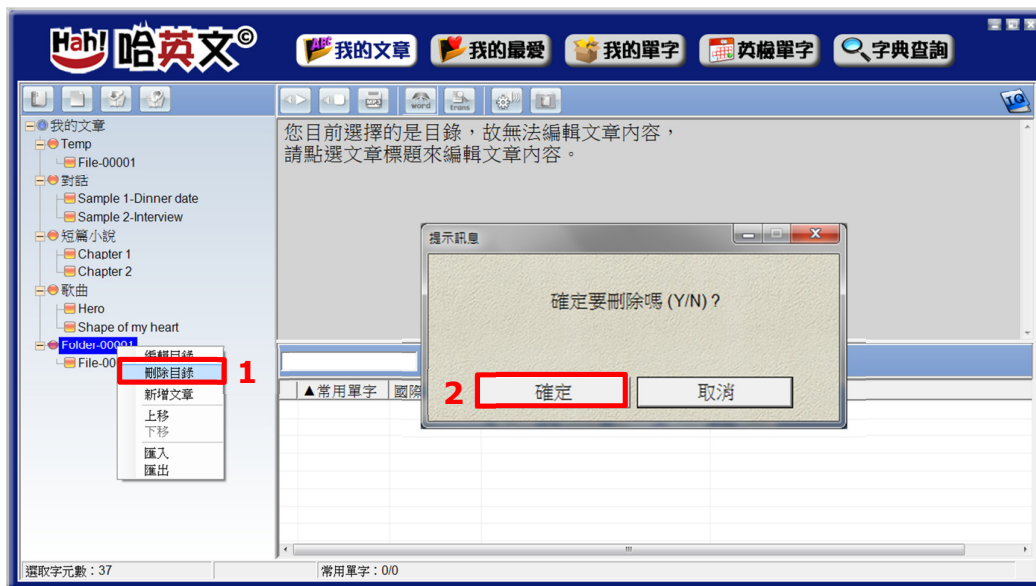 Hah! 哈英文©
ABC 我的文章
我的最愛
我的單字
英檢單字
字典查詢
MP3
word
trans
IQ
我的文章
Temp
File-00001
對話
Sample 1-Dinner date
Sample 2-Interview
短篇小說
Chapter 1
Chapter 2
歌曲
Hero
Shape of my heart
Folder-00001
File-00
編輯目錄
刪除目錄
1
新增文章
上移
下移
匯入
匯出
您目前選擇的是目錄，故無法編輯文章內容，
請點選文章標題來編輯文章內容。
提示訊息
確定要刪除嗎 (Y/N) ?
2
確定
取消
▲常用單字
國際
選取字元數：37
常用單字：0/0